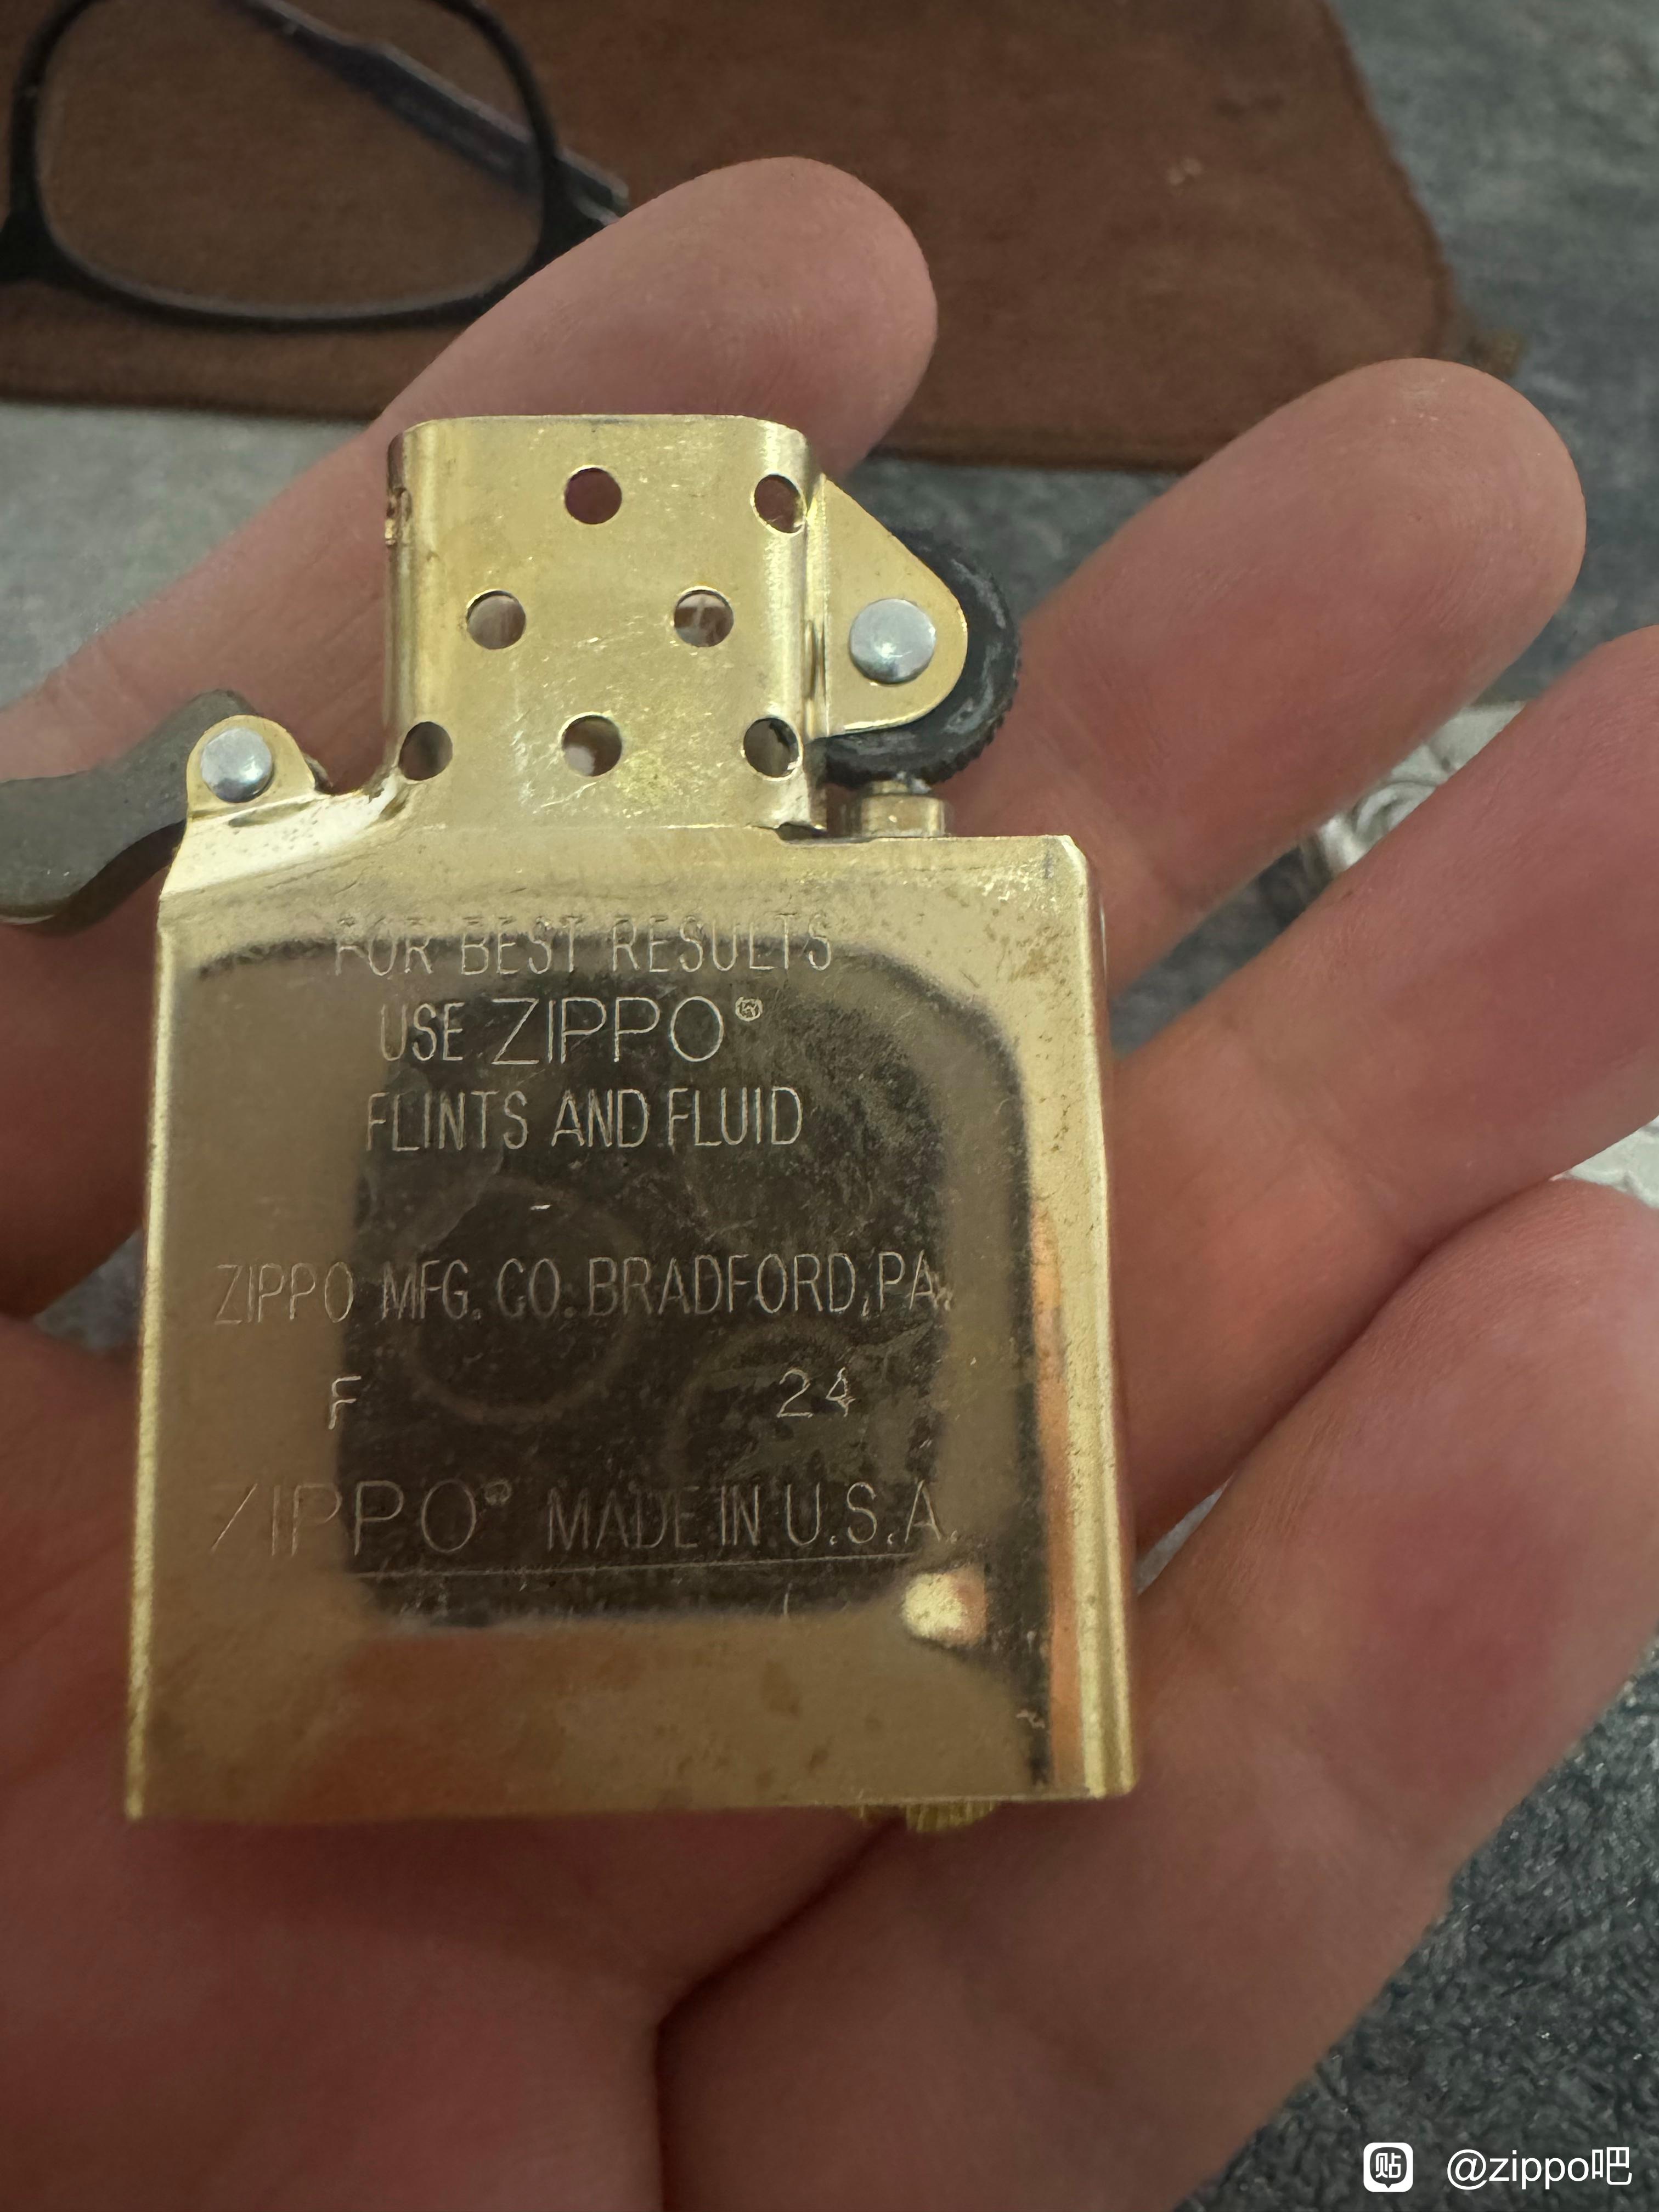 FOR BEST RESULTS
USE ZIPPO®
FLINTS AND FLUID
ZIPPO MFG. CO. BRADFORD, PA.
F 24
ZIPPO® MADE IN U.S.A.
贴 @zippo吧